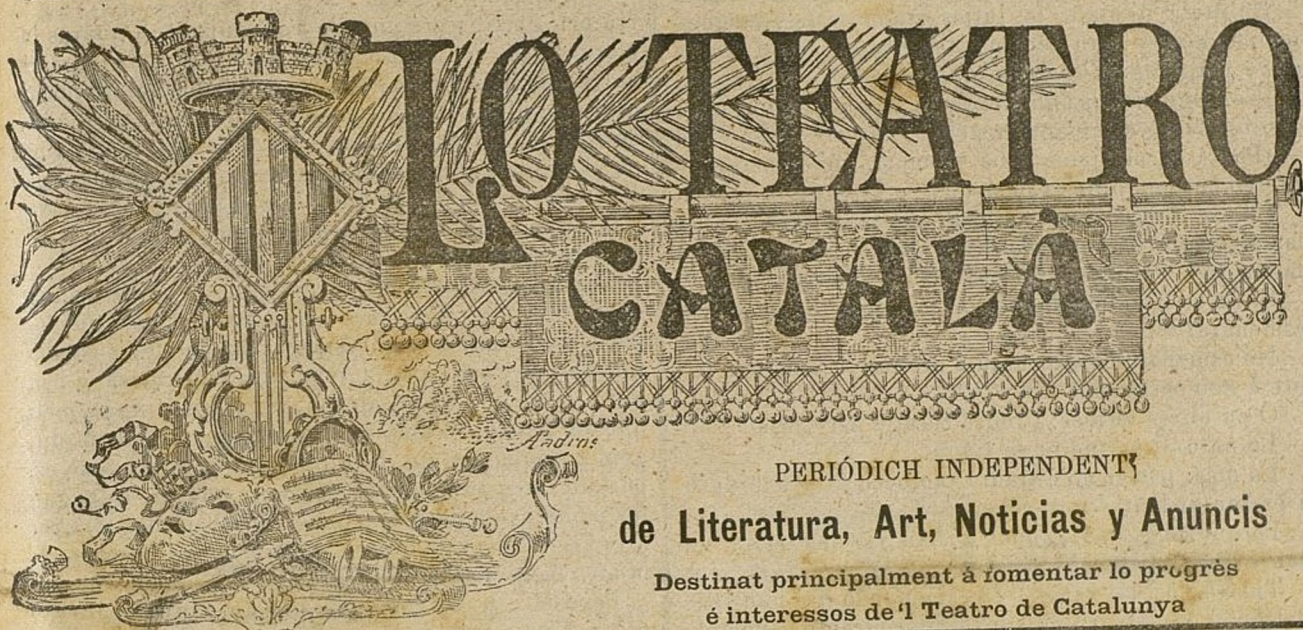 LO TEATRO
CATALÀ
Andros
PERIÓDICH INDEPENDENT
de Literatura, Art, Noticias y Anuncis
Destinat principalment á fomentar lo progrès
é interessos de'l Teatro de Catalunya